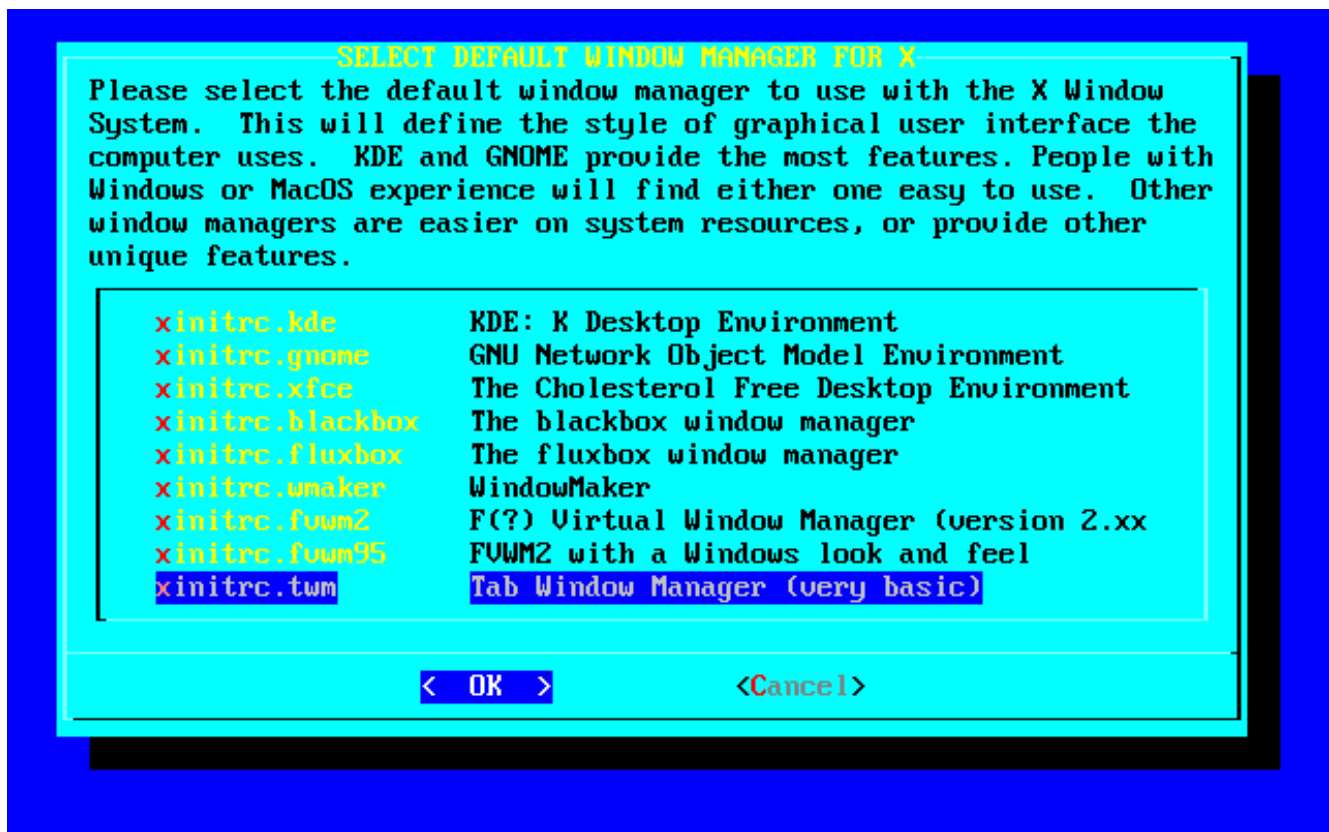 SELECT DEFAULT WINDOW MANAGER FOR X
Please select the default window manager to use with the X Window
System.  This will define the style of graphical user interface the
computer uses.  KDE and GNOME provide the most features. People with
Windows or MacOS experience will find either one easy to use.  Other
window managers are easier on system resources, or provide other
unique features.
xinitrc.kde KDE: K Desktop Environment
xinitrc.gnome GNU Network Object Model Environment
xinitrc.xfce The Cholesterol Free Desktop Environment
xinitrc.blackbox The blackbox window manager
xinitrc.fluxbox The fluxbox window manager
xinitrc.wmaker WindowMaker
xinitrc.fvwm2 F(?) Virtual Window Manager (version 2.xx
xinitrc.fvwm95 FVWM2 with a Windows look and feel
xinitrc.twm Tab Window Manager (very basic)
<  OK  > <Cancel>